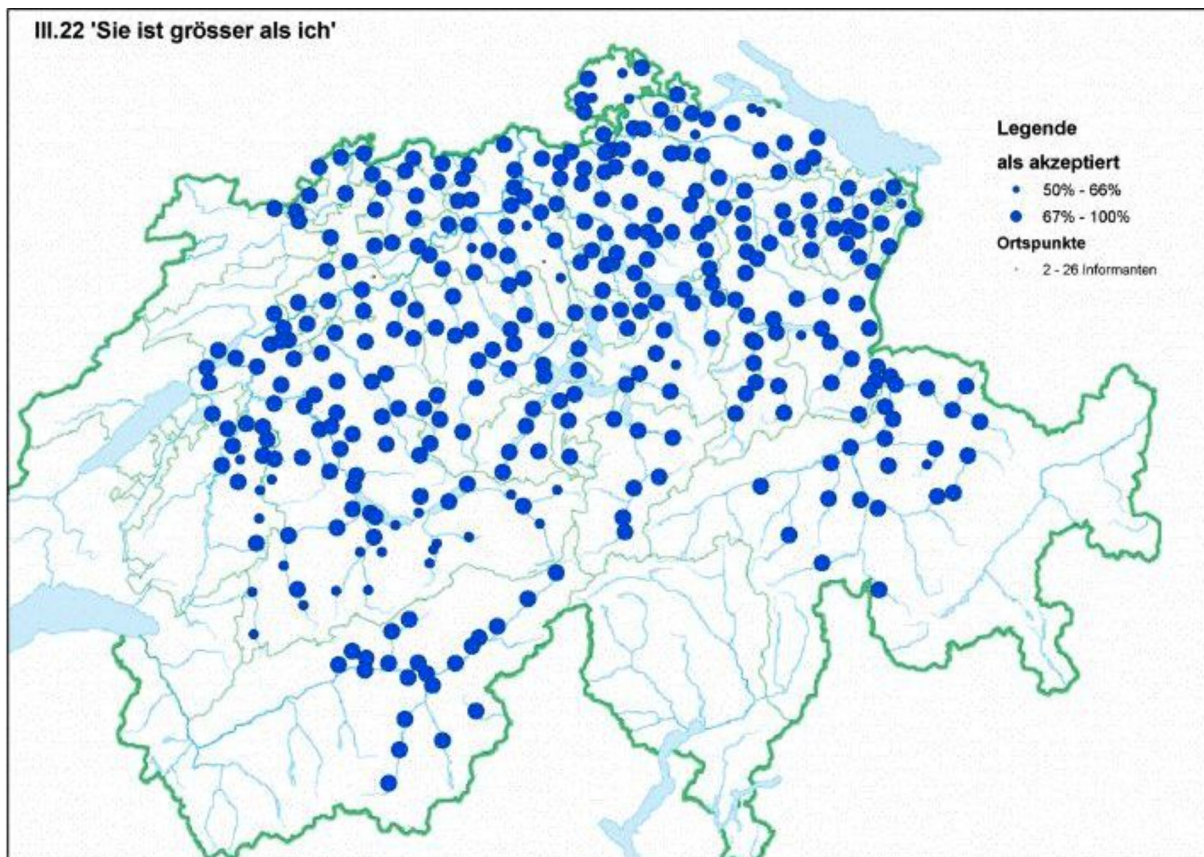 III.22 'Sie ist grösser als ich'
Legende
als akzeptiert
50% - 66%
67% - 100%
Ortspunkte
2 - 26 Informanten